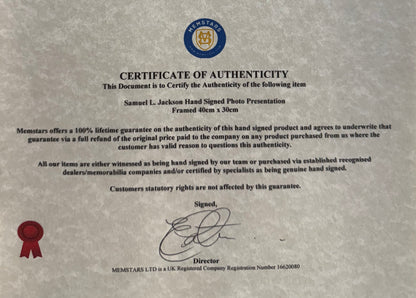 MEMSTARS
CERTIFICATE OF AUTHENTICITY
This Document is to Certify the Authenticity of the following item
Samuel L. Jackson Hand Signed Photo Presentation
Framed 40cm x 30cm
Memstars offers a 100% lifetime guarantee on the authenticity of this hand signed product and agrees to underwrite that
guarantee via a full refund of the original price paid to the company on any product purchased from us where the
customer has valid reason to questions this authenticity.
All our items are either witnessed as being hand signed by our team or purchased via established recognised
dealers/memorabilia companies and/or certified by specialists as being genuine hand signed.
Customers statutory rights are not affected by this guarantee.
Signed,
Director
MEMSTARS LTD is a UK Registered Company Registration Number 16620080